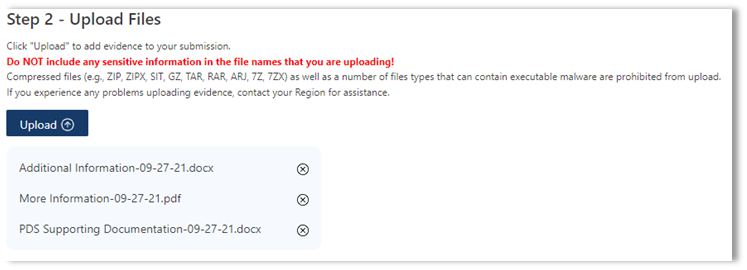 Step 2 - Upload Files
Click "Upload" to add evidence to your submission.
Do NOT include any sensitive information in the file names that you are uploading!
Compressed files (e.g., ZIP, ZIPX, SIT, GZ, TAR, RAR, ARJ, 7Z, 7ZX) as well as a number of files types that can contain executable malware are prohibited from upload.
If you experience any problems uploading evidence, contact your Region for assistance.
Upload
Additional Information-09-27-21.docx
More Information-09-27-21.pdf
PDS Supporting Documentation-09-27-21.docx